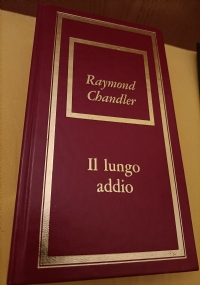 Raymond
Chandler
Il lungo
addio